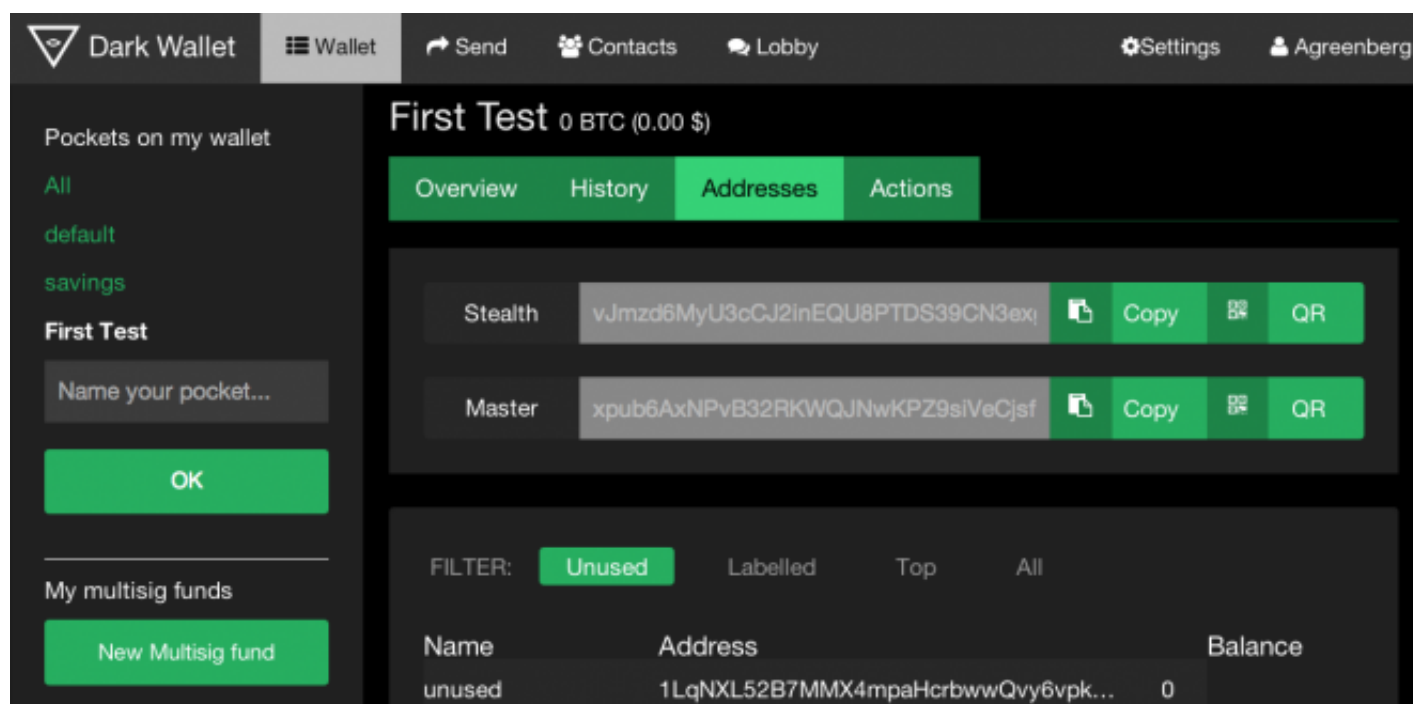 Dark Wallet Wallet Send Contacts Lobby Settings Agreenberg
Pockets on my wallet
All
default
savings
First Test
Name your pocket...
OK
My multisig funds
New Multisig fund
First Test 0 BTC (0.00 $)
Overview History Addresses Actions
Stealth vJmzd6MyU3cCJ2inEQU8PTDS39CN3ex Copy QR
Master xpub6AxNPvB32RKWQJNwKPZ9siVeCjsf Copy QR
FILTER: Unused Labelled Top All
Name Address Balance
unused 1LqNXL52B7MMX4mpaHcrbwwQvy6vpk... 0